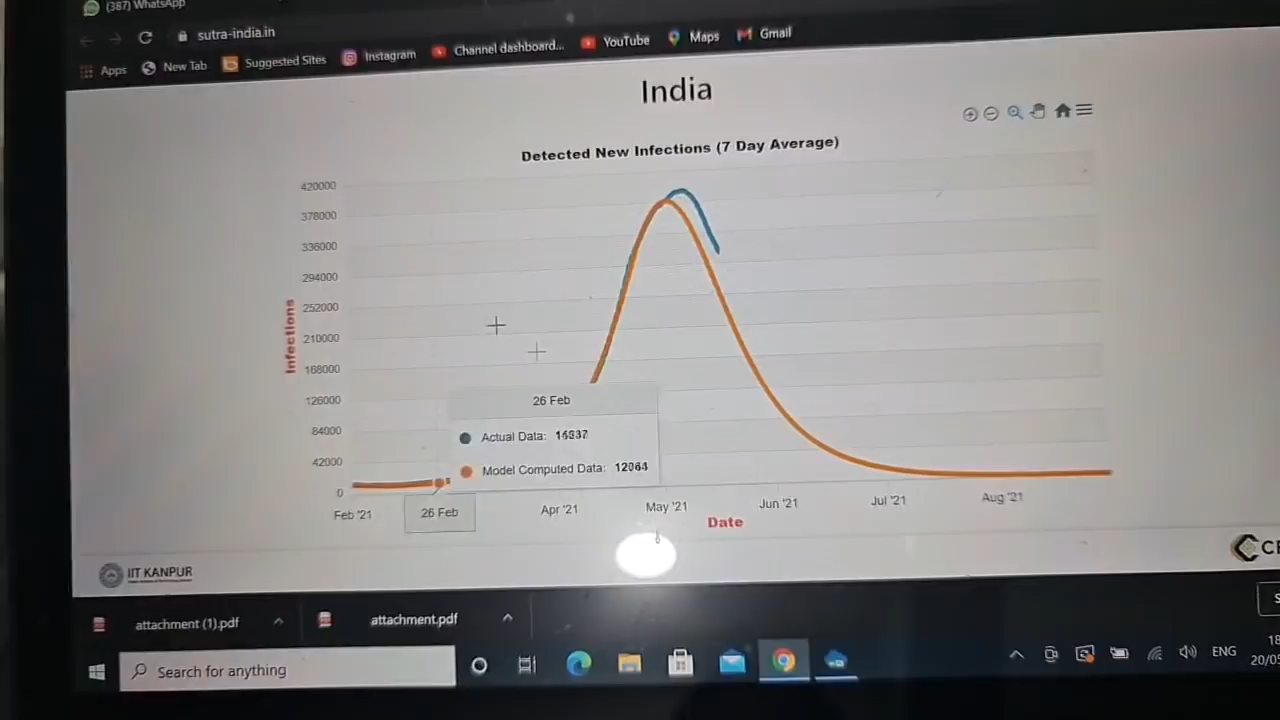 (387) WhatsApp
sutra-india.in
Apps New Tab Suggested Sites Instagram Channel dashboard... YouTube Maps Gmail
India
Detected New Infections (7 Day Average)
420000
378000
336000
294000
252000
210000
168000
126000
84000
42000
0
Infections
26 Feb
Actual Data:
Model Computed Data:
Feb '21 26 Feb Apr '21 May '21 Jun '21 Jul '21 Aug '21
Date
IIT KANPUR
attachment (1).pdf attachment.pdf
Search for anything
ENG